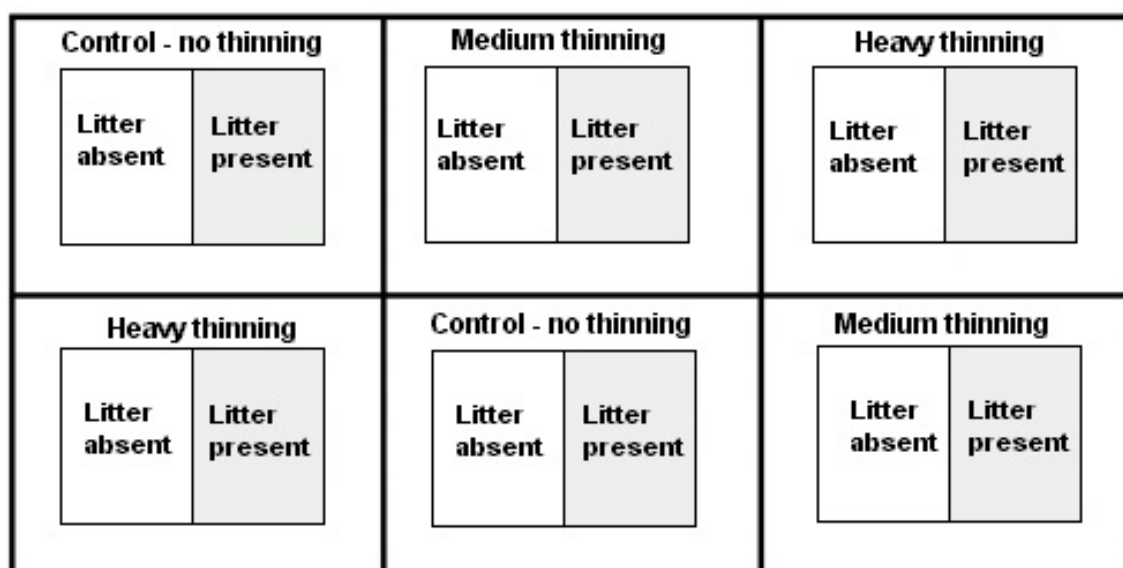 Control - no thinning
Litter
absent
Litter
present
Medium thinning
Litter
absent
Litter
present
Heavy thinning
Litter
absent
Litter
present
Heavy thinning
Litter
absent
Litter
present
Control - no thinning
Litter
absent
Litter
present
Medium thinning
Litter
absent
Litter
present